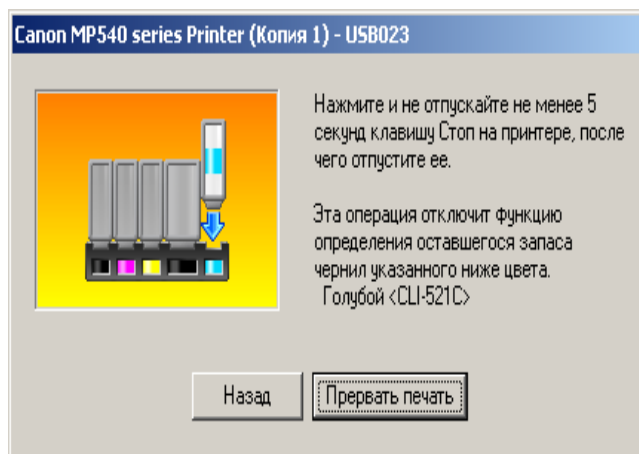 Canon MP540 series Printer (Копия 1) - USB023
Нажмите и не отпускайте не менее 5
секунд клавишу Стоп на принтере, после
чего отпустите ее.
Эта операция отключит функцию
определения оставшегося запаса
чернил указанного ниже цвета.
Голубой <CLI-521C>
Назад
Прервать печать